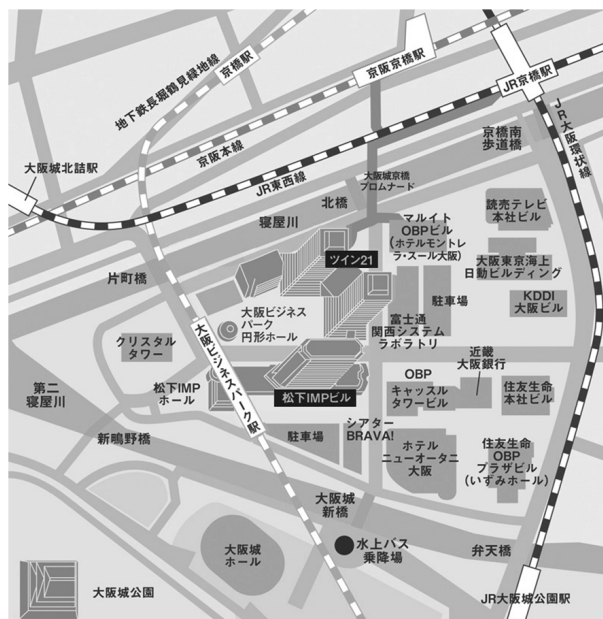 京橋駅
京阪京橋駅
JR京橋駅
地下鉄長堀鶴見緑地線
京阪本線
JR大阪環状線
京橋南
歩道橋
大阪城北詰駅
JR東西線
大阪城京橋
プロムナード
北橋
寝屋川
マルイト
OBPビル
(ホテルモントレ
ラ・スール大阪)
読売テレビ
本社ビル
ツイン21
大阪東京海上
日動ビルディング
片町橋
駐車場
KDDI
大阪ビル
大阪ビジネス
パーク
円形ホール
富士通
関西システム
ラボラトリ
クリスタル
タワー
大阪ビジネスパーク駅
近畿
大阪銀行
第二
寝屋川
松下IMP
ホール
松下IMPビル
OBP
キャッスル
タワービル
住友生命
本社ビル
新鴫野橋
駐車場
シアター
BRAVA!
ホテル
ニューオータニ
大阪
住友生命
OBP
プラザビル
(いずみホール)
大阪城
新橋
水上バス
乗降場
弁天橋
大阪城
ホール
大阪城公園
JR大阪城公園駅